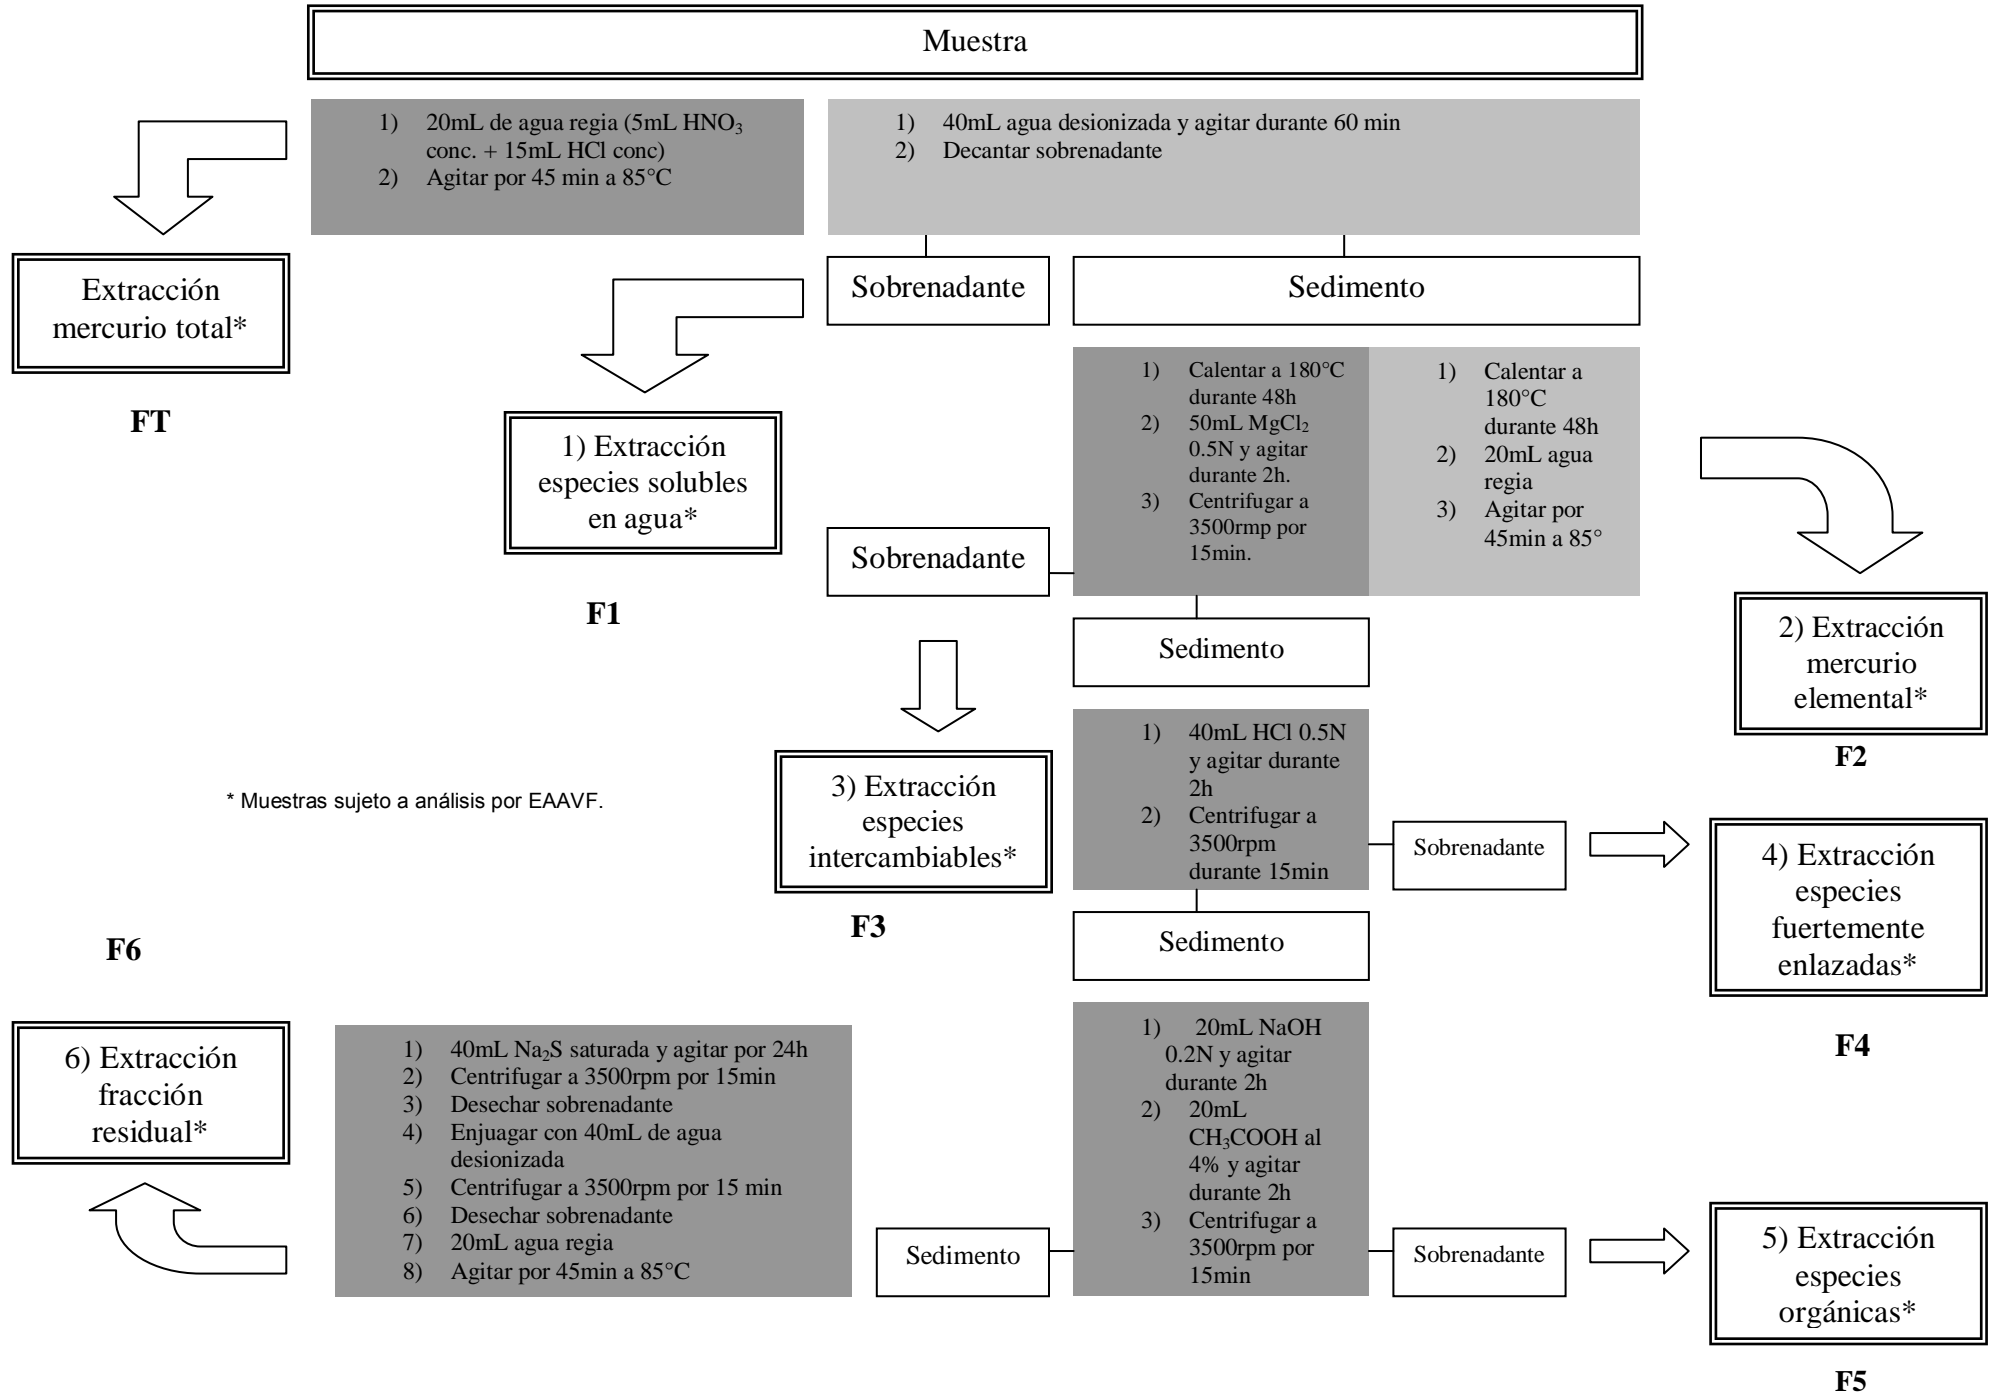 Muestra
1) 20mL de agua regia (5mL HNO₃
conc. + 15mL HCl conc)
2) Agitar por 45 min a 85°C
1) 40mL agua desionizada y agitar durante 60 min
2) Decantar sobrenadante
Extracción
mercurio total*
FT
Sobrenadante
Sedimento
1) Extracción
especies solubles
en agua*
F1
1) Calentar a 180°C
durante 48h
2) 50mL MgCl₂
0.5N y agitar
durante 2h.
3) Centrifugar a
3500rmp por
15min.
1) Calentar a
180°C
durante 48h
2) 20mL agua
regia
3) Agitar por
45min a 85°
Sobrenadante
Sedimento
2) Extracción
mercurio
elemental*
F2
3) Extracción
especies
intercambiables*
F3
* Muestras sujeto a análisis por EAAVF.
1) 40mL HCl 0.5N
y agitar durante
2h
2) Centrifugar a
3500rpm
durante 15min
Sobrenadante
4) Extracción
especies
fuertemente
enlazadas*
F4
Sedimento
F6
6) Extracción
fracción
residual*
1) 40mL Na₂S saturada y agitar por 24h
2) Centrifugar a 3500rpm por 15min
3) Desechar sobrenadante
4) Enjuagar con 40mL de agua
desionizada
5) Centrifugar a 3500rpm por 15 min
6) Desechar sobrenadante
7) 20mL agua regia
8) Agitar por 45min a 85°C
Sedimento
1) 20mL NaOH
0.2N y agitar
durante 2h
2) 20mL
CH₃COOH al
4% y agitar
durante 2h
3) Centrifugar a
3500rpm por
15min
Sobrenadante
5) Extracción
especies
orgánicas*
F5